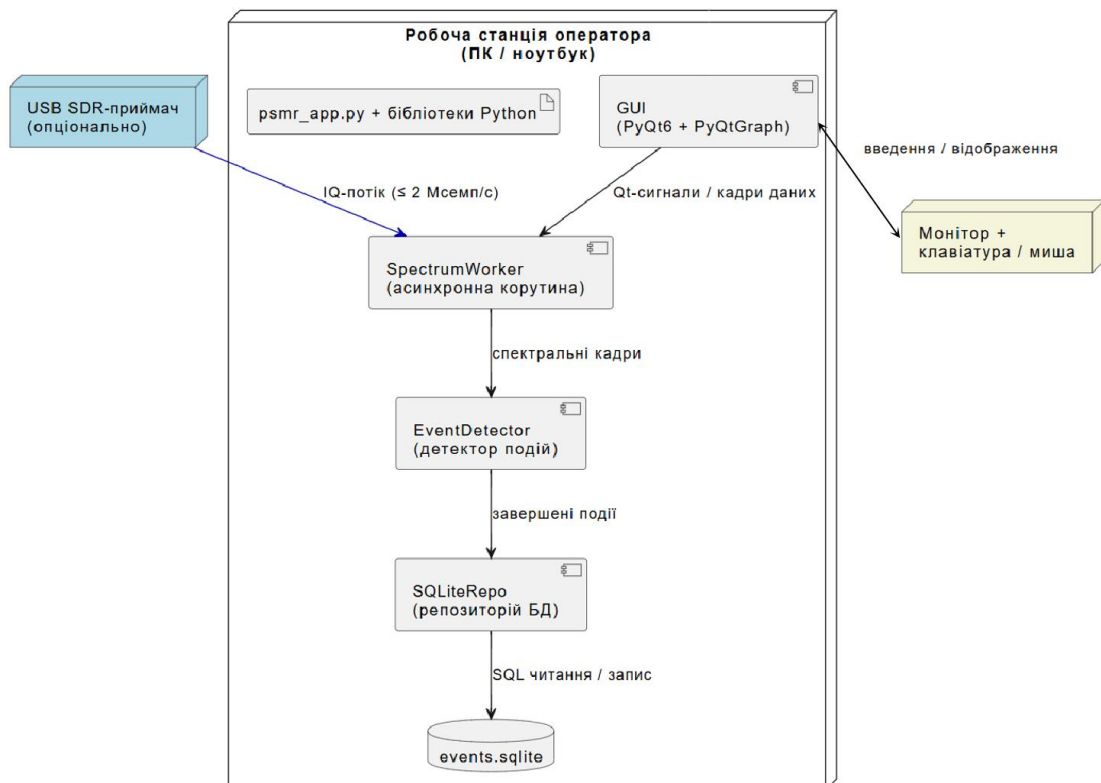 Робоча станція оператора
(ПК / ноутбук)
USB SDR-приймач
(опціонально)
psmr_app.py + бібліотеки Python
GUI
(PyQt6 + PyQtGraph)
введення / відображення
IQ-потік (≤ 2 Мсемп/с)
Qt-сигнали / кадри даних
Монітор +
клавіатура / миша
SpectrumWorker
(асинхронна корутина)
спектральні кадри
EventDetector
(детектор подій)
завершені події
SQLiteRepo
(репозиторій БД)
SQL читання / запис
events.sqlite